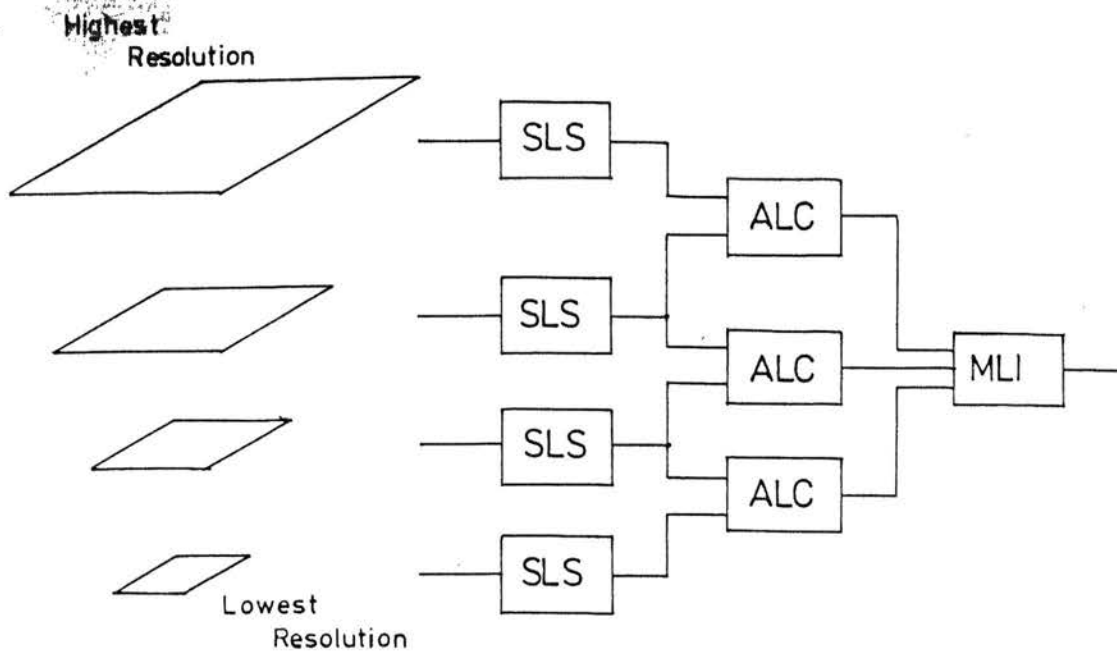 Highest
Resolution
SLS
ALC
SLS
ALC
MLI
SLS
ALC
SLS
Lowest
Resolution